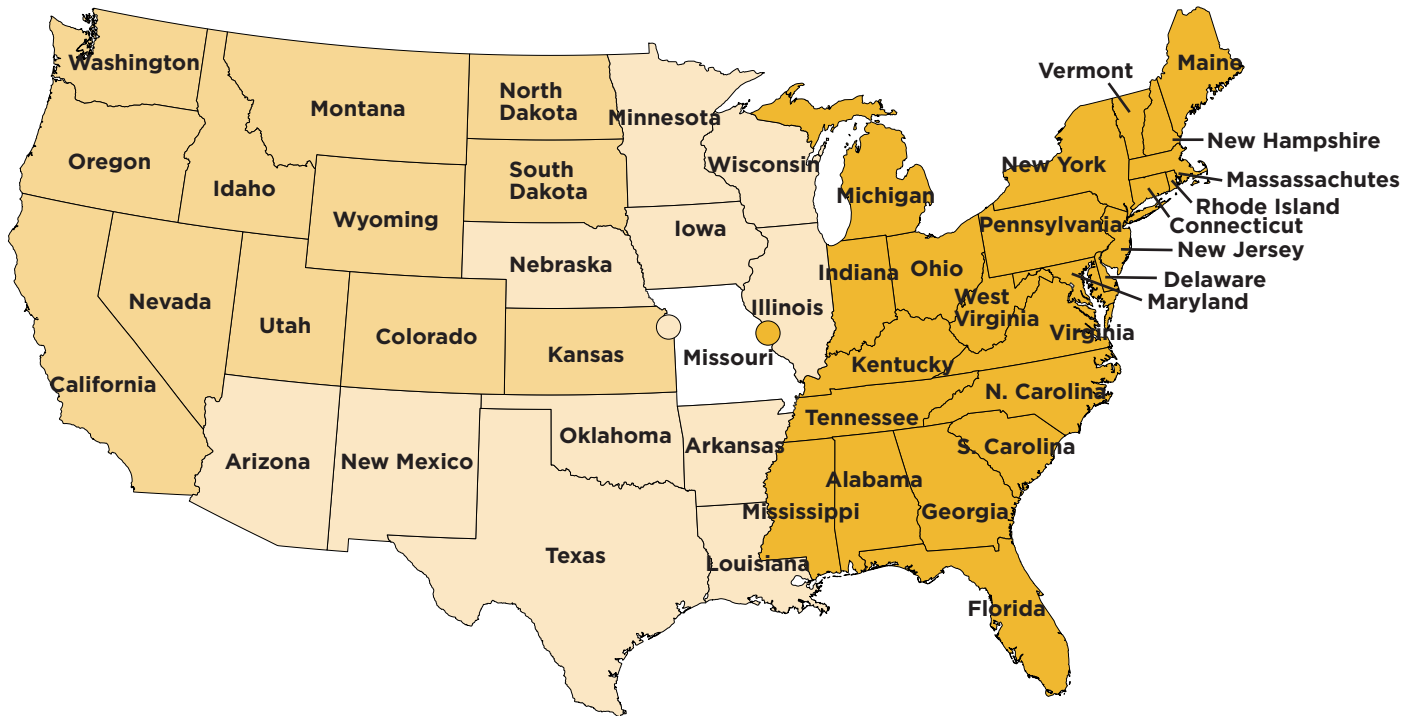 Washington
Montana
North
Dakota
Minnesota
Vermont
Maine
Oregon
Idaho
South
Dakota
Wisconsin
Michigan
New York
New Hampshire
Massassachutes
Rhode Island
Connecticut
New Jersey
Delaware
Maryland
Wyoming
Iowa
Pennsylvania
Nebraska
Indiana
Ohio
West
Virginia
Nevada
Utah
Colorado
Kansas
Illinois
Missouri
Virginia
California
Kentucky
N. Carolina
Tennessee
Oklahoma
Arkansas
S. Carolina
Arizona
New Mexico
Alabama
Mississippi
Georgia
Texas
Louisiana
Florida